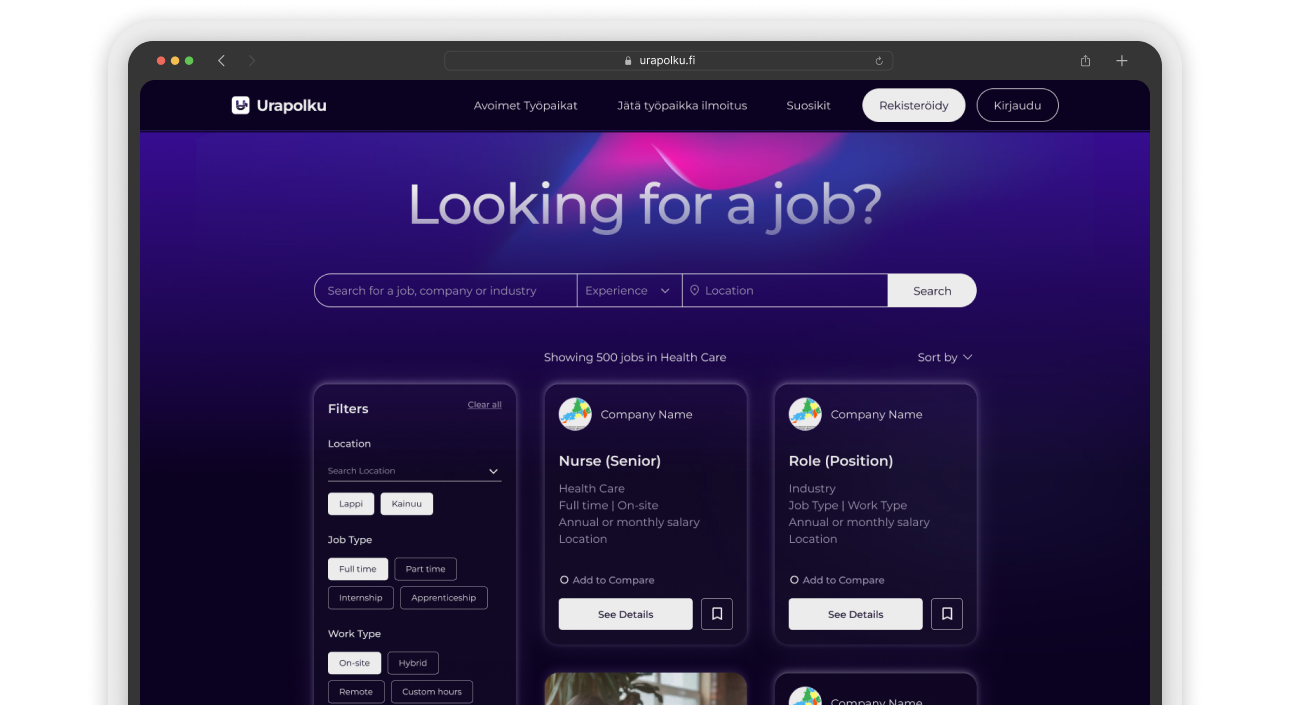 urapolku.fi
Urapolku
Avoimet Työpaikat
Jätä työpaikka ilmoitus
Suosikit
Rekisteröidy
Kirjaudu
Looking for a job?
Search for a job, company or industry
Experience
Location
Search
Showing 500 jobs in Health Care
Sort by
Filters
Clear all
Location
Search Location
Lappi
Kainuu
Job Type
Full time
Part time
Internship
Apprenticeship
Work Type
On-site
Hybrid
Remote
Custom hours
Company Name
Nurse (Senior)
Health Care
Full time | On-site
Annual or monthly salary
Location
Add to Compare
See Details
Company Name
Role (Position)
Industry
Job Type | Work Type
Annual or monthly salary
Location
Add to Compare
See Details
Company Name